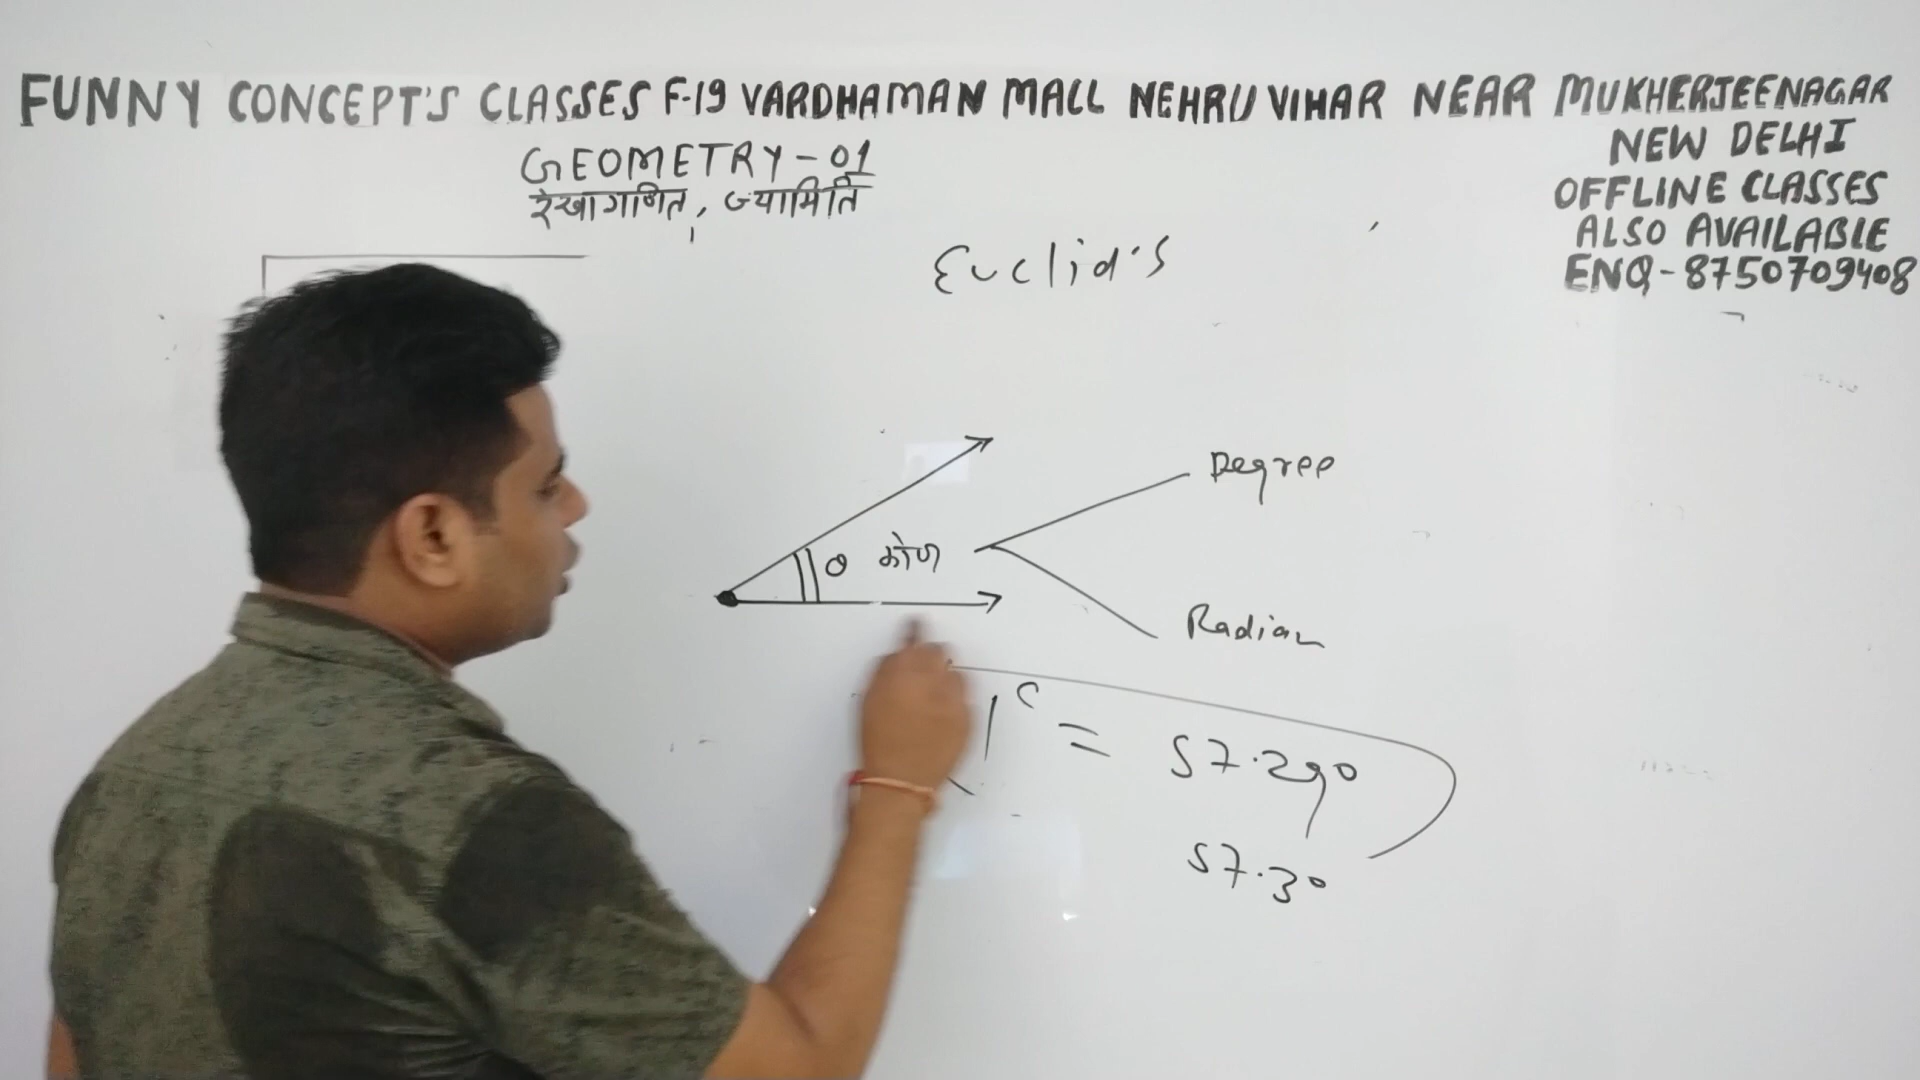 FUNNY CONCEPT'S CLASSES F-19 VARDHAMAN MALL NEHRU VIHAR NEAR MUKHERJEENAGAR
NEW DELHI
OFFLINE CLASSES
ALSO AVAILABLE
ENQ-8750709408
GEOMETRY-01
रेखागणित, ज्यामिति
Euclid's
Degree
θ कोण
Radian
1ᶜ = 57.29°
57.3°